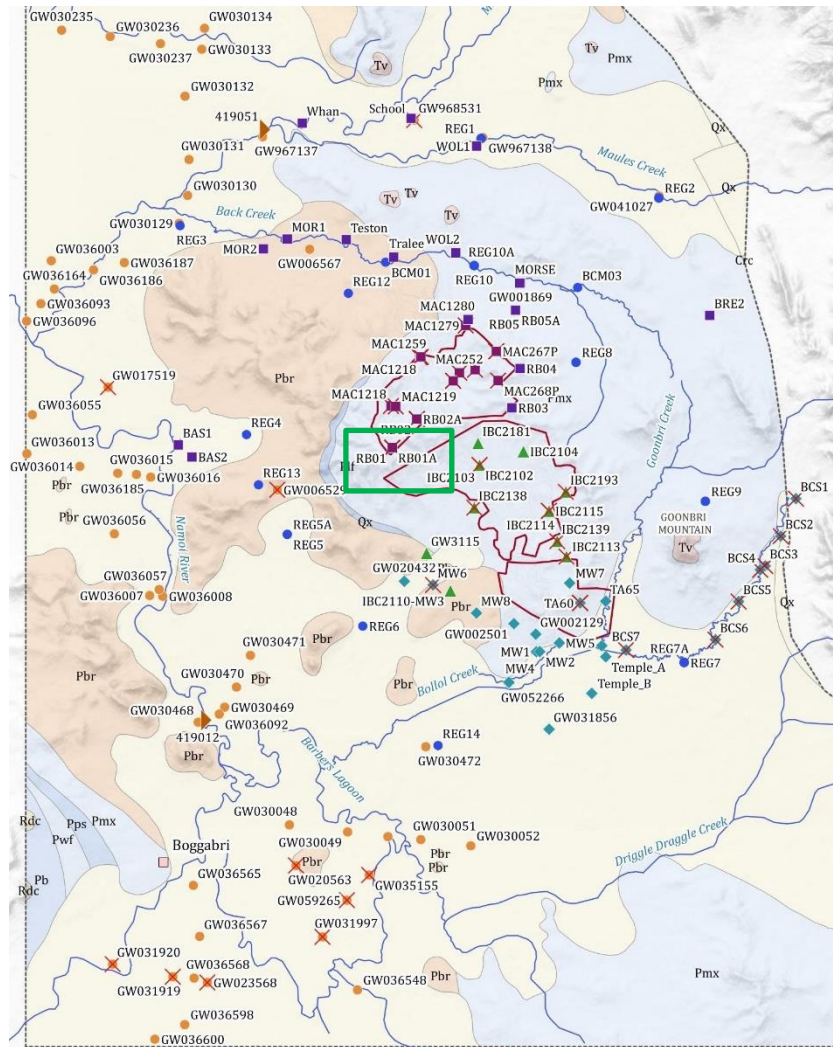 GW030235
GW030236
GW030134
GW030237
GW030133
Tv
Tv
Pmx
GW030132
Pmx
419051
Whan
School
GW968531
Qx
REG1
GW967137
WOL1
GW967138
Maules Creek
GW030131
REG2
Qx
GW030130
Tv
Tv
GW041027
Back Creek
Tv
GW030129
REG3
MOR1
Teston
MOR2
Tralee
WOL2
REG10A
Crc
GW036003
GW036187
GW006567
BCM01
REG10
GW036164
GW036186
REG12
MORSE
BCM03
GW036093
MAC1280
GW001869
BRE2
GW036096
MAC1279
RB05
RB05A
MAC1259
MAC267P
Pbr
MAC252
RB04
REG8
GW017519
MAC1218
MAC268P
MAC1218
MAC1219
Pmx
GW036055
RB02A
RB03
REG4
BAS1
IBC2181
Goonbri Creek
GW036013
BAS2
RB01
RB01A
IBC2104
GW036014
GW036015
IBC2103
IBC2102
Pbr
GW036185
GW036016
REG13
GW006529
IBC2193
REG9
BCS1
Pbr
IBC2138
IBC2115
Qx
IBC2114
GOONBRI
MOUNTAIN
GW036056
REG5A
IBC2139
BCS2
Namoi River
REG5
GW3115
IBC2113
Tv
BCS4
BCS3
GW036057
MW6
MW7
GW036007
GW036008
IBC2110-MW3
Pbr
MW8
TA60
TA65
BCS5
Qx
REG6
GW002129
GW002501
BCS6
Pbr
GW030471
MW5
BCS7
REG7A
Pbr
MW1
MW2
Temple_A
REG7
GW030470
Pbr
Pbr
Bollol Creek
MW4
Temple_B
GW030468
GW030469
GW052266
GW036092
GW031856
419012
REG14
Pbr
Barbers Lagoon
GW030472
Rdc
Pps
Pmx
GW030048
Pwf
GW030049
GW030051
GW030052
Driggle Draggle Creek
Boggabri
Pbr
Pbr
Pbr
Pb
GW036565
GW020563
GW035155
Rdc
GW059265
GW036567
GW031997
GW031920
GW036568
Pbr
Pmx
GW031919
GW023568
GW036548
GW036598
GW036600